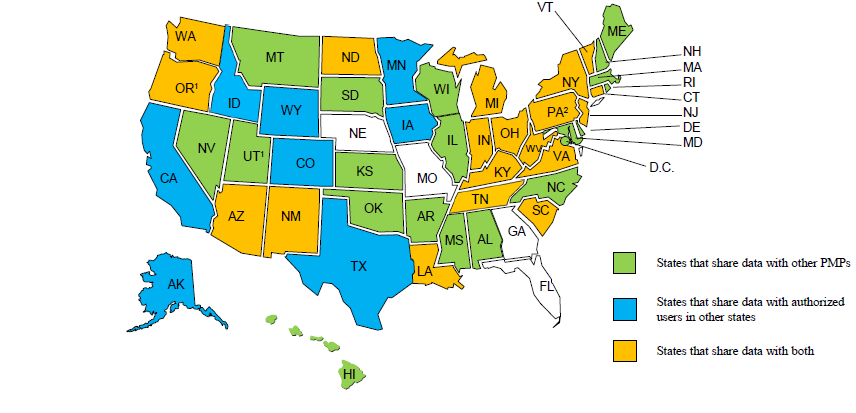 VT
ME
WA
MT
ND
MN
NH
OR¹
ID
SD
WI
NY
MA
RI
WY
MI
CT
PA²
NJ
IA
NE
DE
NV
UT¹
IL
IN
OH
MD
WV
VA
CO
D.C.
CA
KS
MO
KY
NC
TN
AZ
NM
OK
AR
SC
MS
AL
GA
TX
LA
FL
AK
HI
States that share data with other PMPs
States that share data with authorized
users in other states
States that share data with both